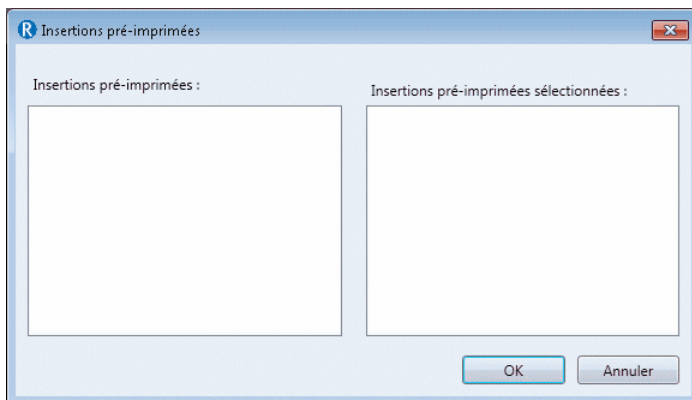 R Insertions pré-imprimées
Insertions pré-imprimées :
Insertions pré-imprimées sélectionnées :
OK
Annuler